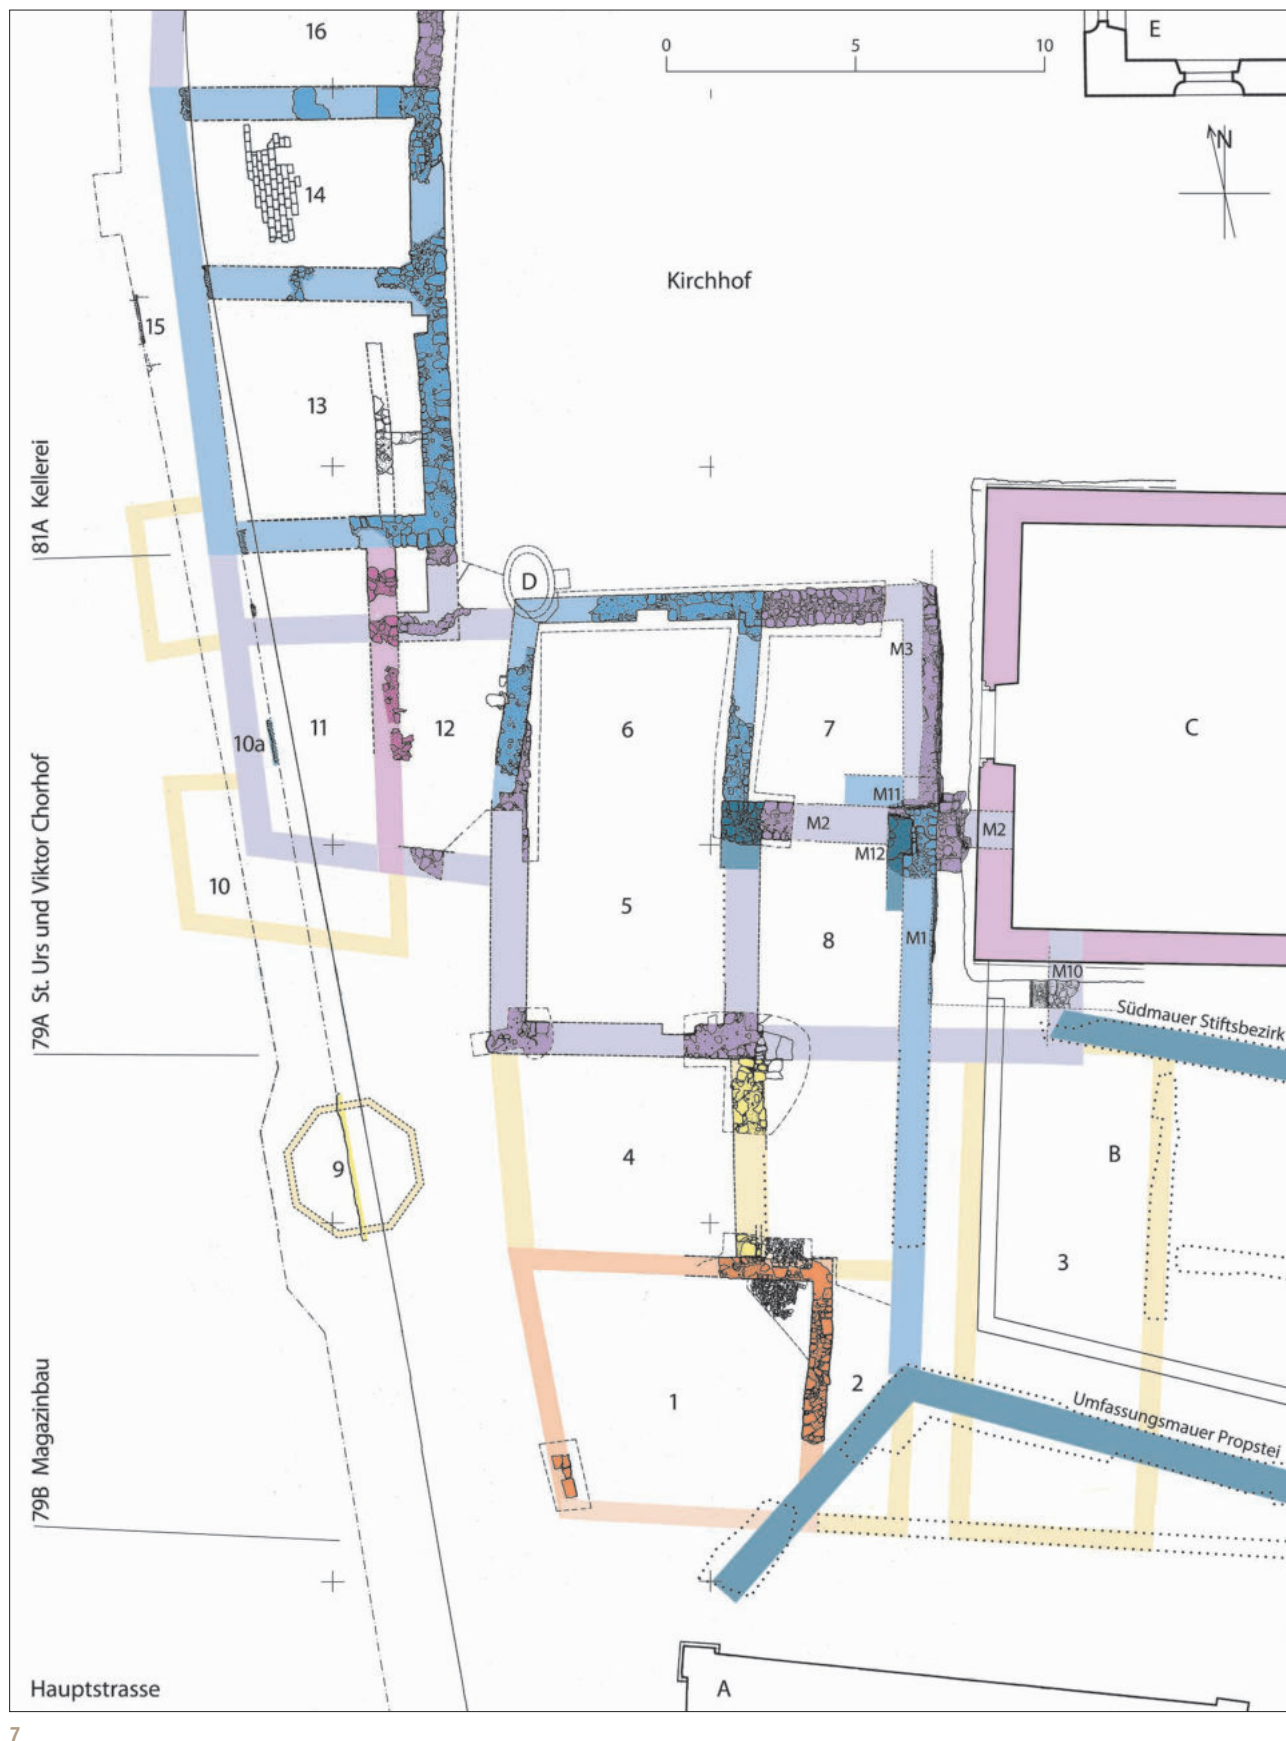 16
0 5 10
E
N
14
Kirchhof
15
13
81A Kellerei
D
M3
C
11
12
6
7
10a
M11
M2
M2
M12
10
5
8
M1
M10
79A St. Urs und Viktor Chorhof
Südmauer Stiftsbezirk
9
4
B
3
1
2
Umfassungsmauer Propstei
79B Magazinbau
Hauptstrasse
A
7